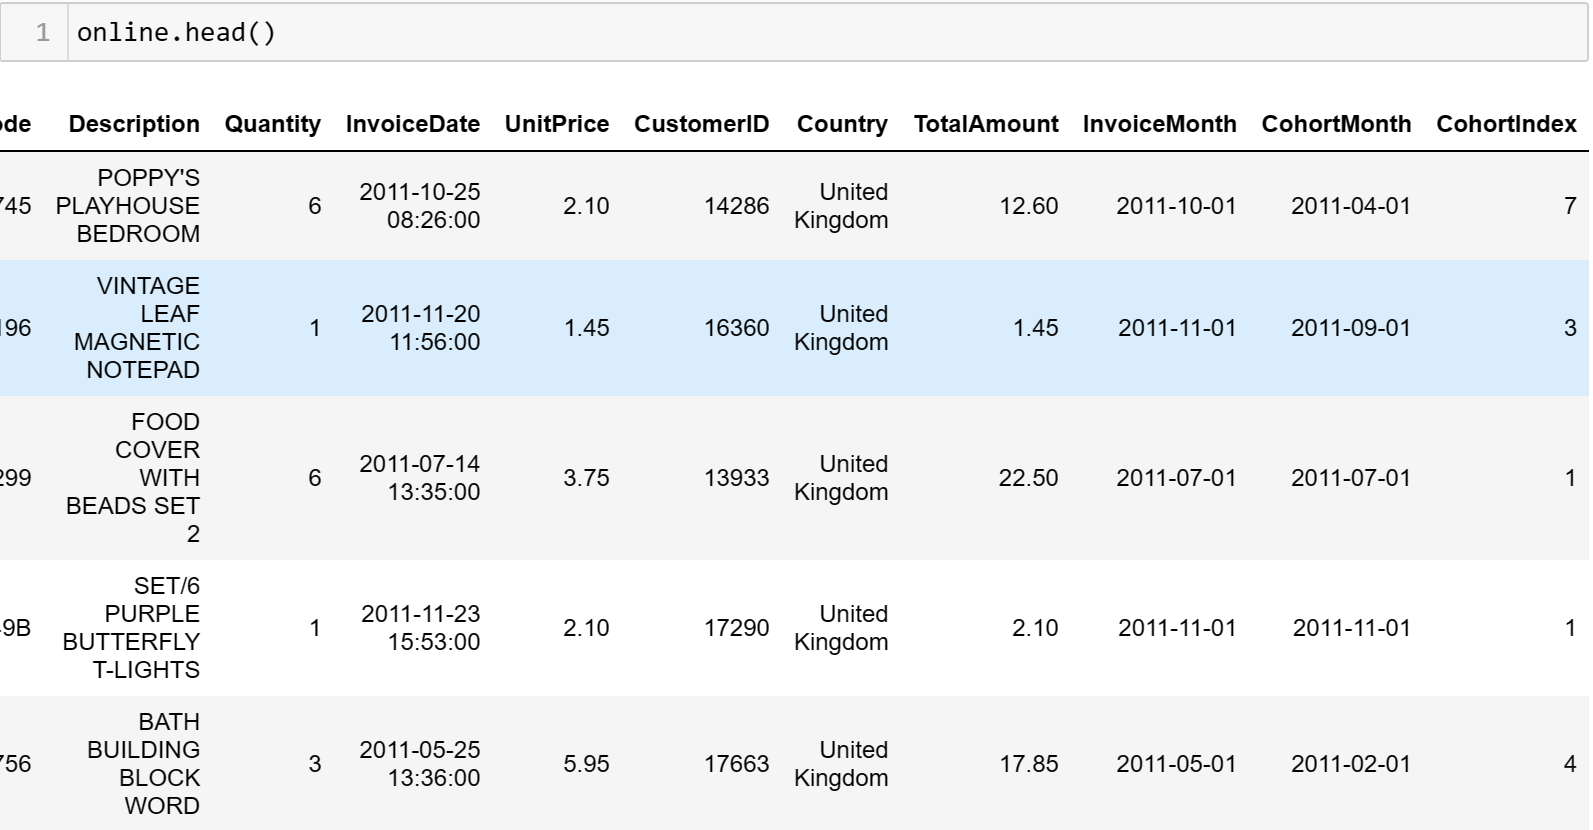 1 online.head()
ode Description Quantity InvoiceDate UnitPrice CustomerID Country TotalAmount InvoiceMonth CohortMonth CohortIndex
POPPY'S
PLAYHOUSE
BEDROOM
745 6 2011-10-25 08:26:00 2.10 14286 United Kingdom 12.60 2011-10-01 2011-04-01 7
VINTAGE
LEAF
MAGNETIC
NOTEPAD
196 1 2011-11-20 11:56:00 1.45 16360 United Kingdom 1.45 2011-11-01 2011-09-01 3
FOOD
COVER
WITH
BEADS SET
2
299 6 2011-07-14 13:35:00 3.75 13933 United Kingdom 22.50 2011-07-01 2011-07-01 1
SET/6
PURPLE
BUTTERFLY
T-LIGHTS
9B 1 2011-11-23 15:53:00 2.10 17290 United Kingdom 2.10 2011-11-01 2011-11-01 1
BATH
BUILDING
BLOCK
WORD
756 3 2011-05-25 13:36:00 5.95 17663 United Kingdom 17.85 2011-05-01 2011-02-01 4